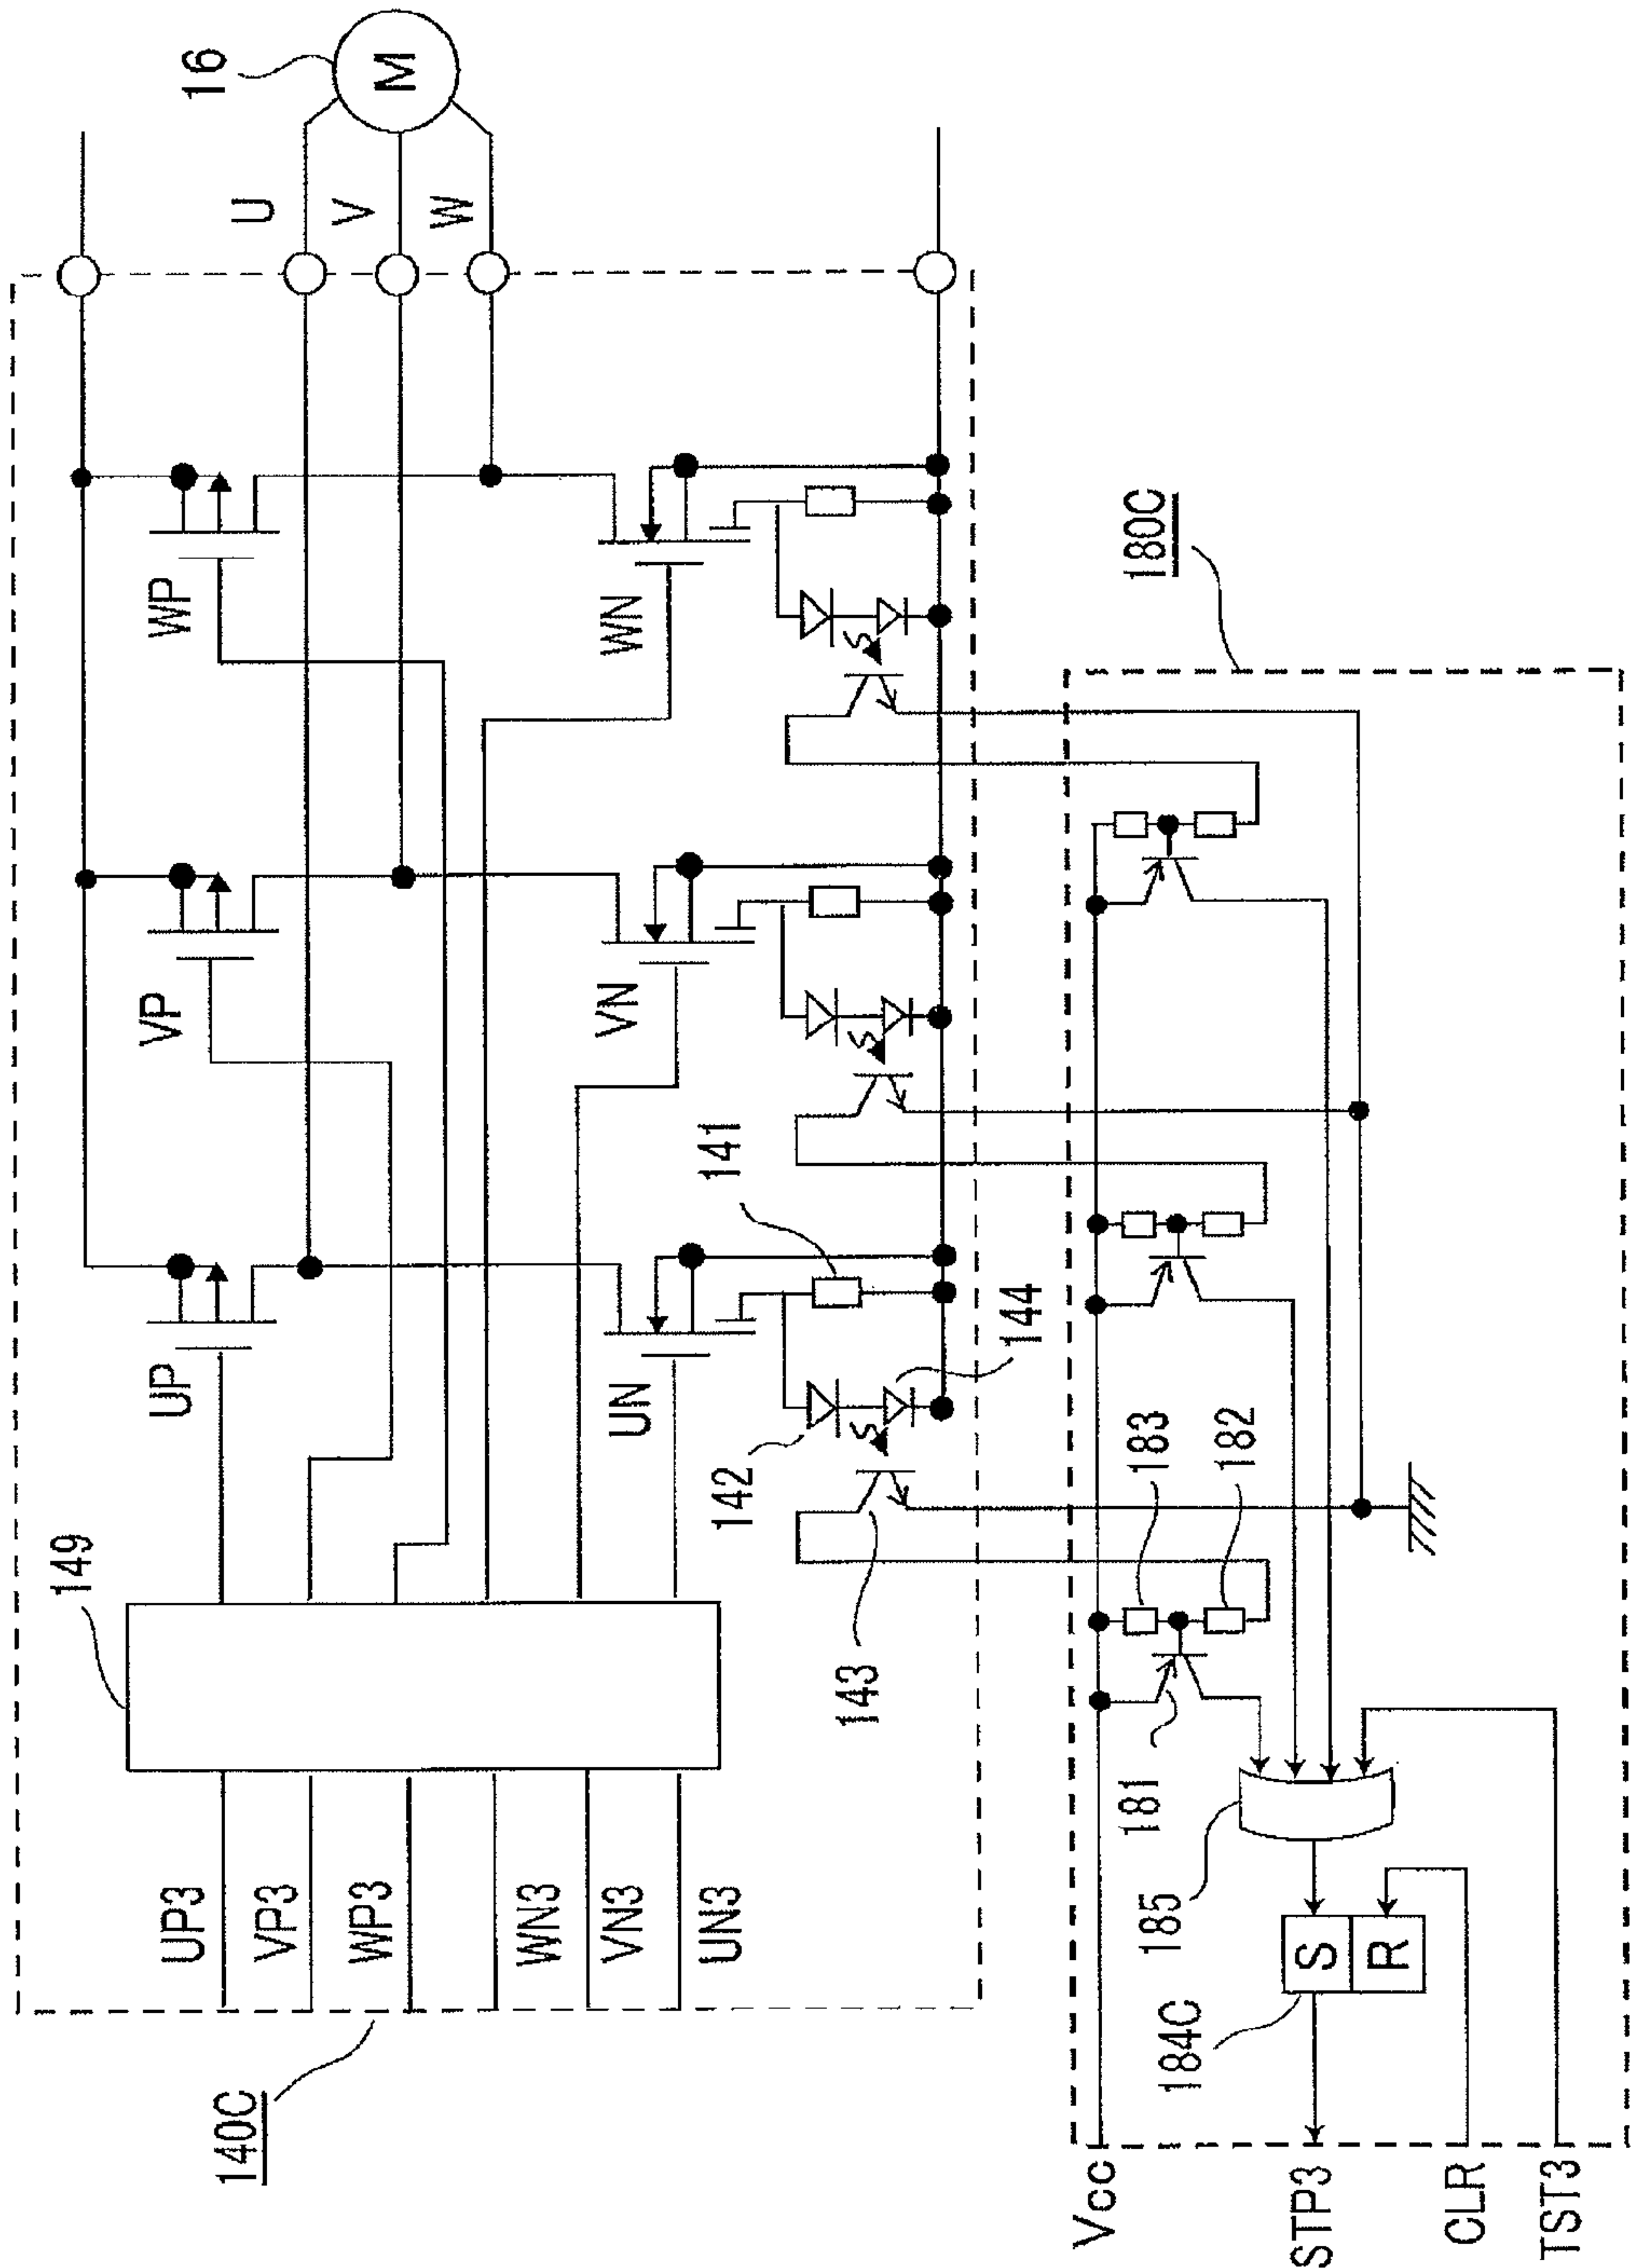 140C
149
16
M
UP3
VP3
WP3
WN3
VN3
UN3
UP
VP
WP
U
V
W
UN
VN
WN
142
141
144
143
180C
Vcc
STP3
CLR
TST3
184C
S
R
185
181
183
182